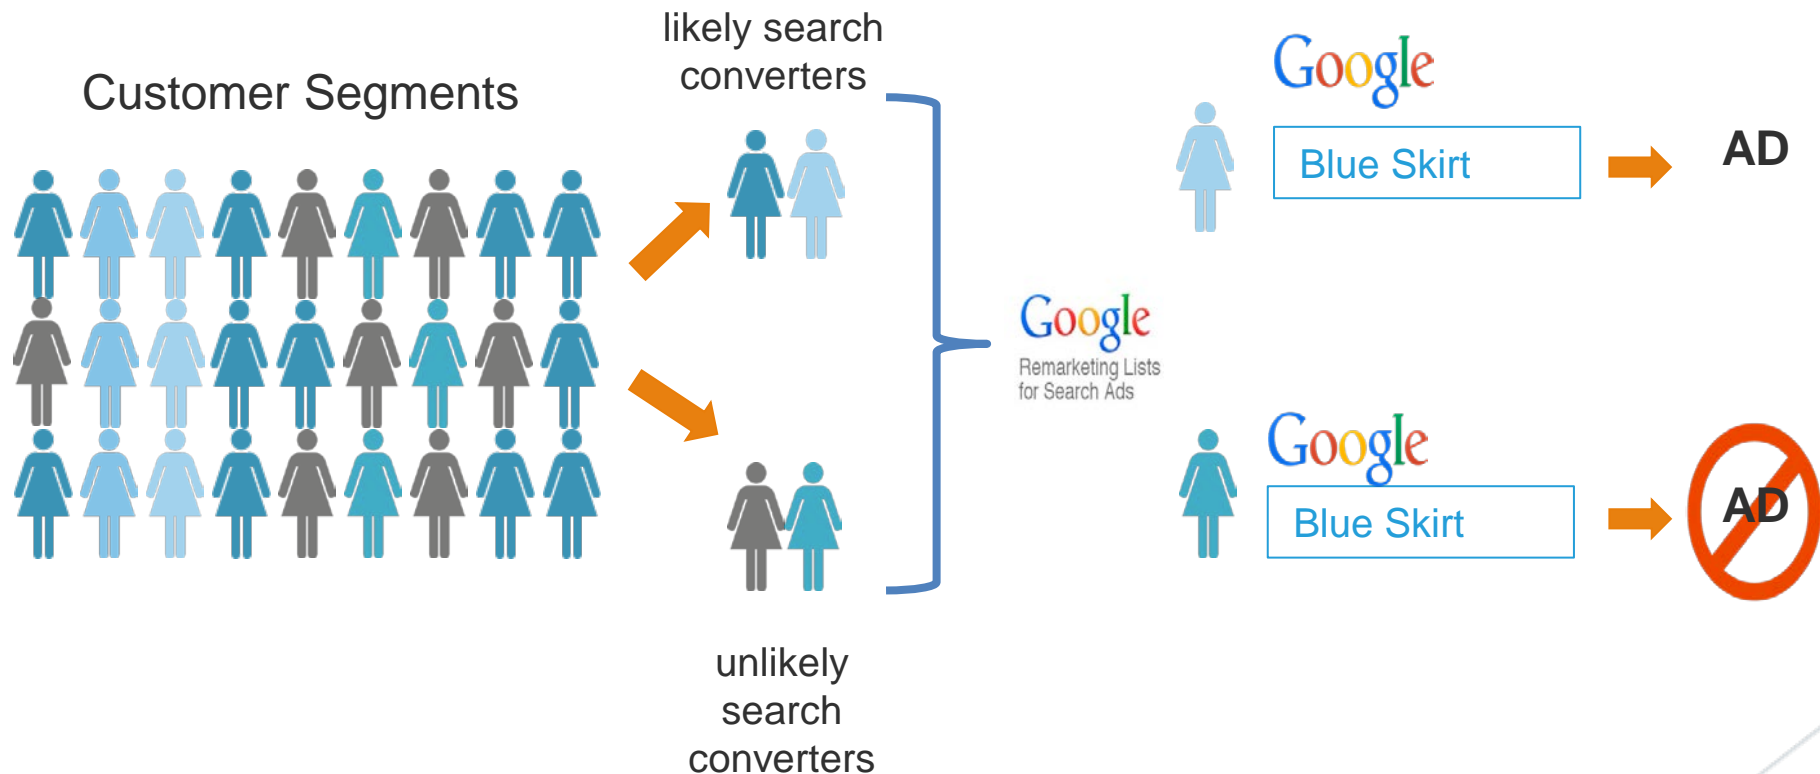 Customer Segments
likely search
converters
unlikely
search
converters
Google
Remarketing Lists
for Search Ads
Google
Blue Skirt
AD
Google
Blue Skirt
AD